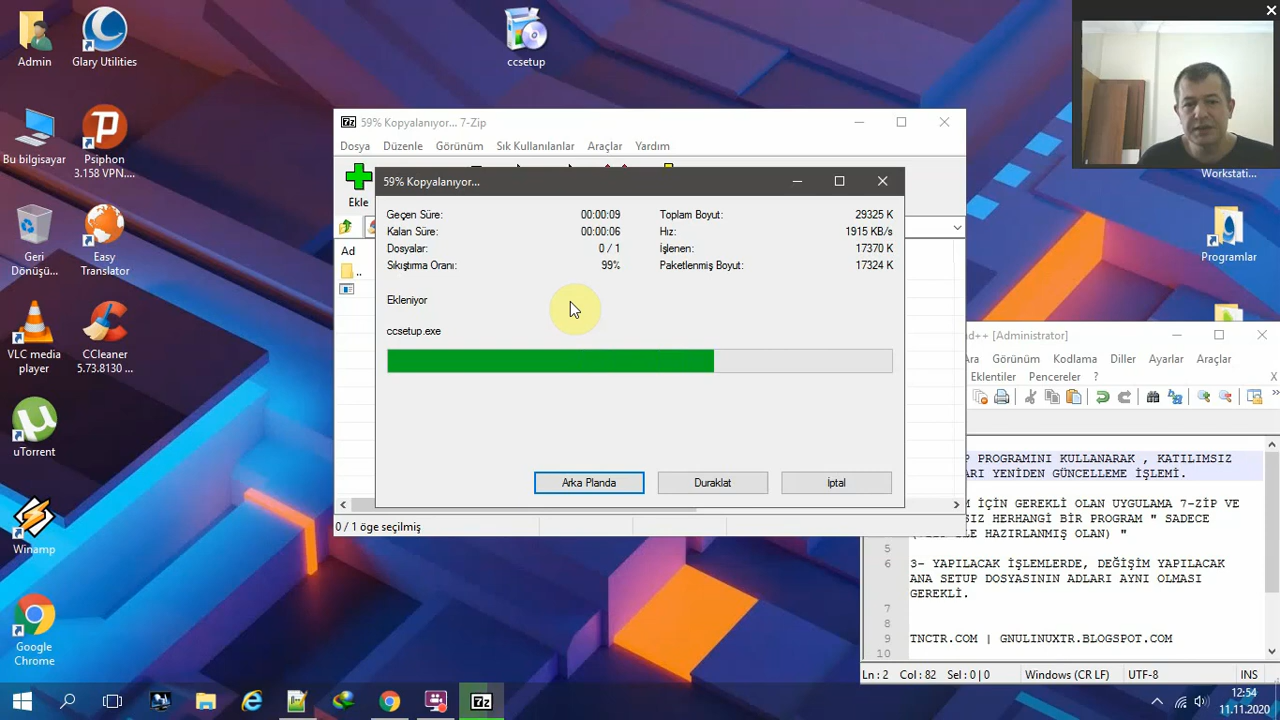 Admin
Glary Utilities
ccsetup
Bu bilgisayar
Psiphon
3.158 VPN....
Geri
Dönüşü...
Easy
Translator
VLC media
player
CCleaner
5.73.8130 ...
uTorrent
Winamp
Google
Chrome
Workstati...
Programlar
59% Kopyalanıyor... 7-Zip
Dosya
Düzenle
Görünüm
Sık Kullanılanlar
Araçlar
Yardım
Ekle
Ad
..
0 / 1 öge seçilmiş
59% Kopyalanıyor...
Geçen Süre: 00:00:09 Toplam Boyut: 29325 K
Kalan Süre: 00:00:06 Hız: 1915 KB/s
Dosyalar: 0 / 1 İşlenen: 17370 K
Sıkıştırma Oranı: 99% Paketlenmiş Boyut: 17324 K
Ekleniyor
ccsetup.exe
Arka Planda
Duraklat
İptal
[Administrator]
Görünüm Kodlama Diller Ayarlar Araçlar
Eklentiler Pencereler ? X
PROGRAMINI KULLANARAK , KATILIMSIZ
YENİDEN GÜNCELLEME İŞLEMİ.
İÇİN GEREKLİ OLAN UYGULAMA 7-ZİP VE
HERHANGİ BİR PROGRAM " SADECE
HAZIRLANMIŞ OLAN) "
5
6 3- YAPILACAK İŞLEMLERDE, DEĞİŞİM YAPILACAK
ANA SETUP DOSYASININ ADLARI AYNI OLMASI
GEREKLİ.
7
8
9 TNCTR.COM | GNULINUXTR.BLOGSPOT.COM
10
Ln : 2 Col : 82 Sel : 0 | 0 Windows (CR LF) UTF-8 INS
12:54
11.11.2020